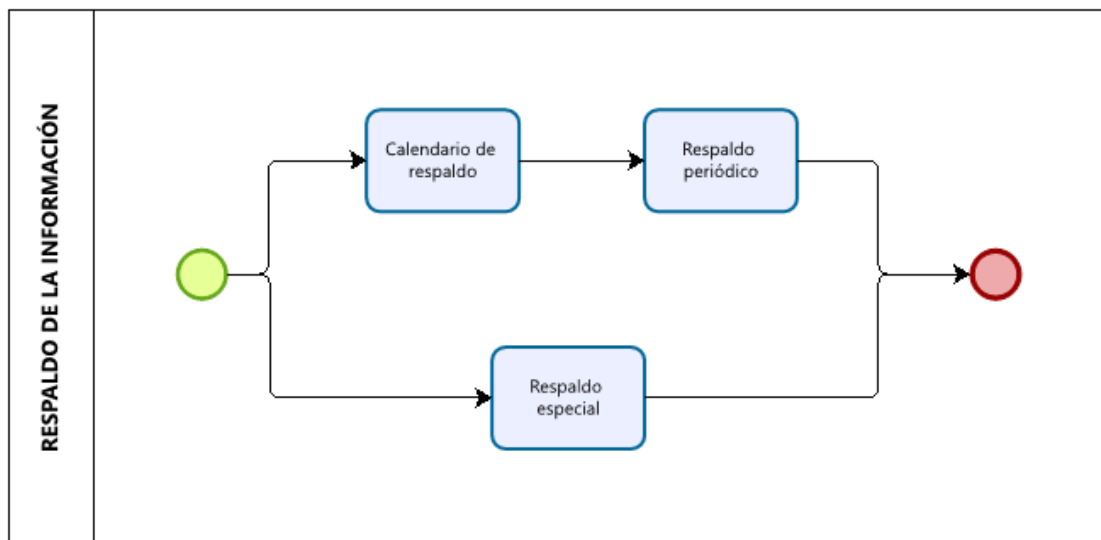 RESPALDO DE LA INFORMACIÓN
Calendario de
respaldo
Respaldo
periódico
Respaldo
especial